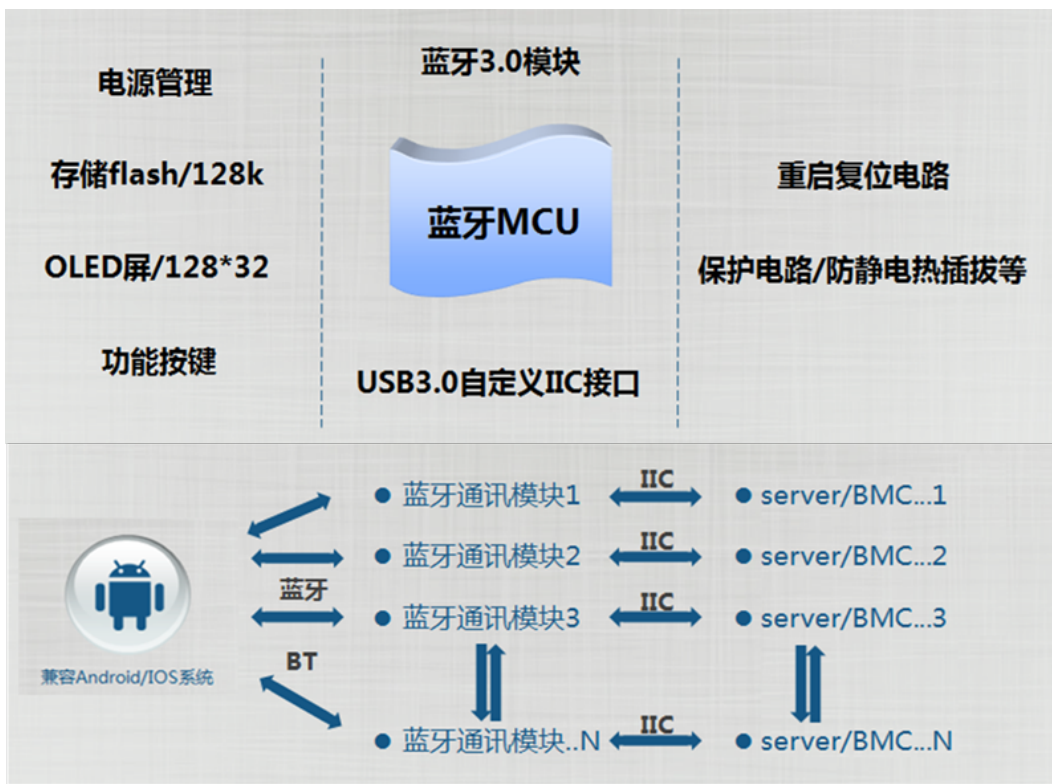 电源管理
存储flash/128k
OLED屏/128*32
功能按键
蓝牙3.0模块
蓝牙MCU
USB3.0自定义IIC接口
重启复位电路
保护电路/防静电热插拔等
兼容Android/IOS系统
蓝牙
BT
蓝牙通讯模块1
IIC
server/BMC...1
蓝牙通讯模块2
IIC
server/BMC...2
蓝牙通讯模块3
IIC
server/BMC...3
蓝牙通讯模块..N
IIC
server/BMC...N